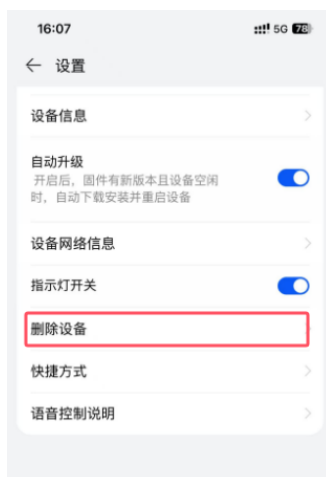 16:07 5G 78
← 设置
设备信息
自动升级
开启后，固件有新版本且设备空闲
时，自动下载安装并重启设备
设备网络信息
指示灯开关
删除设备
快捷方式
语音控制说明